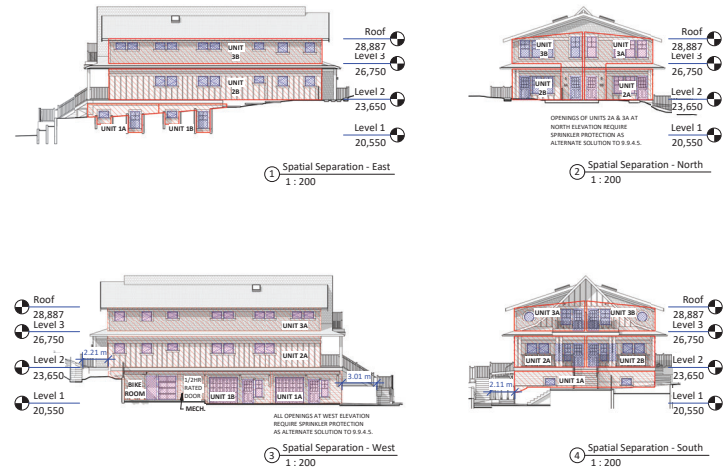 Roof
28,887
Level 3
26,750
Level 2
23,650
Level 1
20,550
UNIT
3B
UNIT
2B
UNIT 1A
UNIT 1B
1 Spatial Separation - East
1 : 200
Roof
28,887
Level 3
26,750
Level 2
23,650
Level 1
20,550
UNIT
3B
UNIT
3A
UNIT
2B
UNIT
2A
OPENINGS OF UNITS 2A & 3A AT
NORTH ELEVATION REQUIRE
SPRINKLER PROTECTION AS
ALTERNATE SOLUTION TO 9.9.4.5.
2 Spatial Separation - North
1 : 200
Roof
28,887
Level 3
26,750
Level 2
23,650
Level 1
20,550
2.21 m
UNIT 3A
UNIT 2A
3.01 m
BIKE
ROOM
1/2HR
RATED
DOOR
MECH.
UNIT 1B
UNIT 1A
ALL OPENINGS AT WEST ELEVATION
REQUIRE SPRINKLER PROTECTION
AS ALTERNATE SOLUTION TO 9.9.4.5.
3 Spatial Separation - West
1 : 200
Roof
28,887
Level 3
26,750
Level 2
23,650
Level 1
20,550
UNIT 3A
UNIT 3B
UNIT 2A
UNIT 2B
UNIT 1A
2.11 m
4 Spatial Separation - South
1 : 200